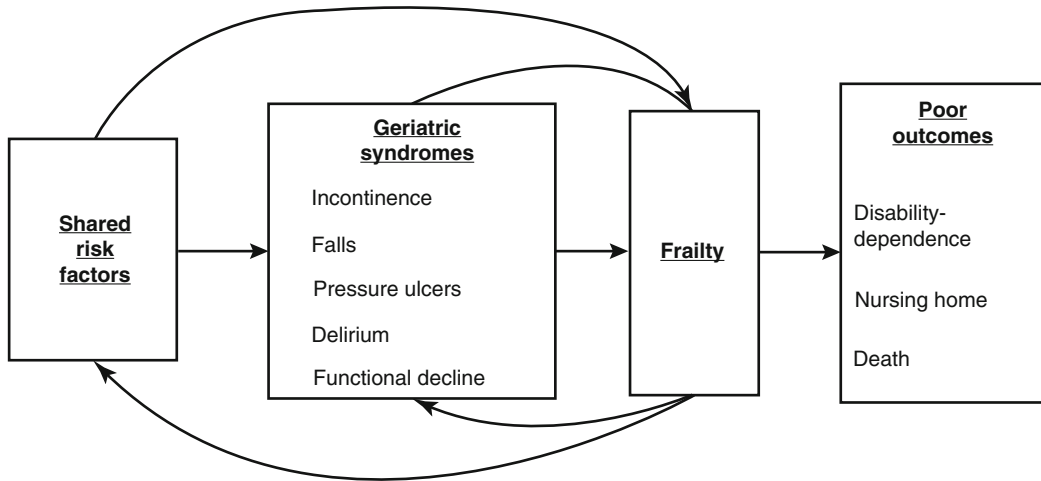 Shared
risk
factors
Geriatric
syndromes
Incontinence
Falls
Pressure ulcers
Delirium
Functional decline
Frailty
Poor
outcomes
Disability-
dependence
Nursing home
Death